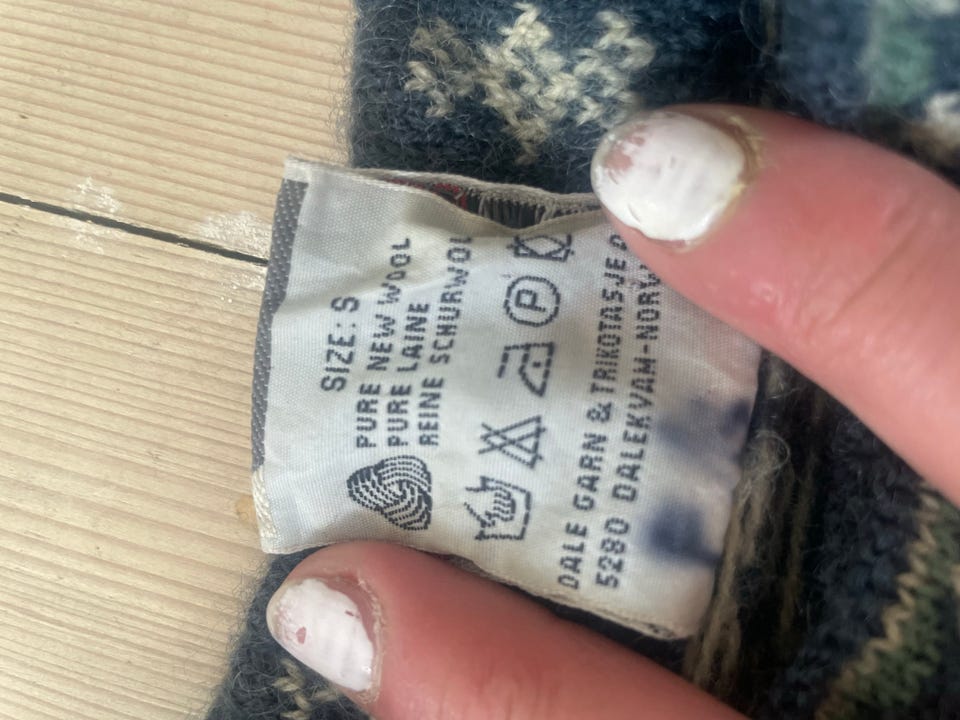 SIZE: S
PURE NEW WOOL
PURE LAINE
REINE SCHURWOL
P
DALE GARN & TRIKOTASJE
5280 DALEKVAM-NORW